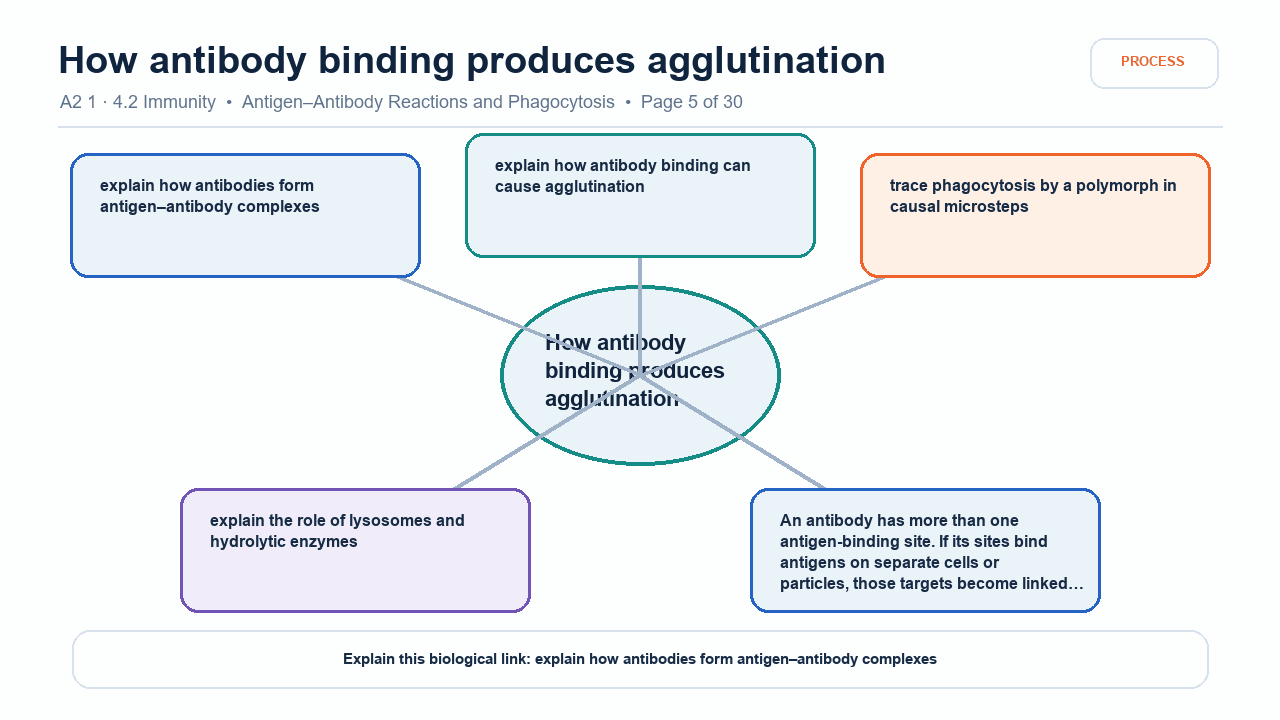 How antibody binding produces agglutination
PROCESS
A2 1 · 4.2 Immunity • Antigen–Antibody Reactions and Phagocytosis • Page 5 of 30
explain how antibodies form
antigen–antibody complexes
explain how antibody binding can
cause agglutination
trace phagocytosis by a polymorph in
causal microsteps
How antibody
binding produces
agglutination
explain the role of lysosomes and
hydrolytic enzymes
An antibody has more than one
antigen-binding site. If its sites bind
antigens on separate cells or
particles, those targets become linked…
Explain this biological link: explain how antibodies form antigen–antibody complexes